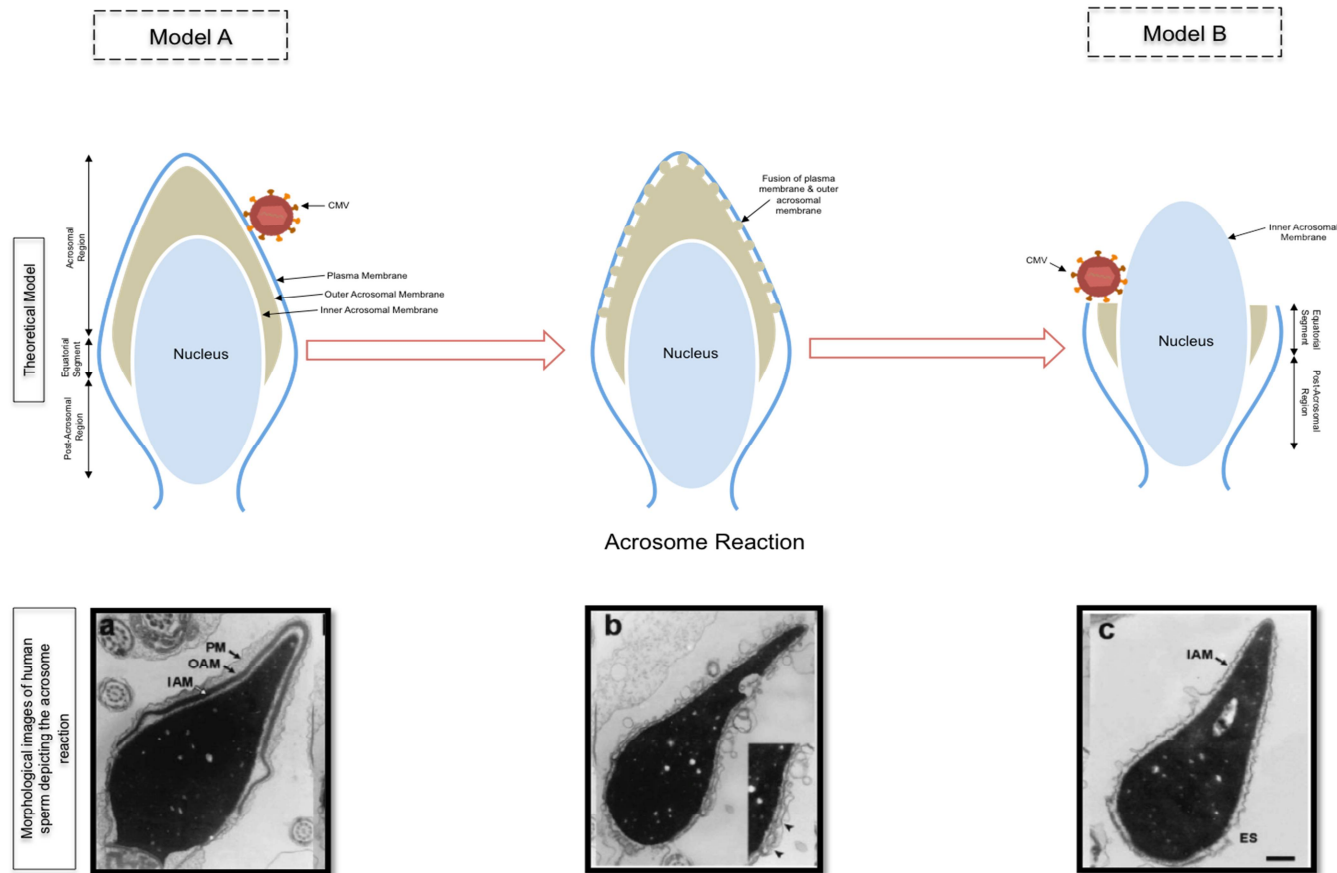 Model A
Model B
Theoretical Model
Acrosomal
Region
Equatorial
Segment
Post-Acrosomal
Region
CMV
Plasma Membrane
Outer Acrosomal Membrane
Inner Acrosomal Membrane
Nucleus
Fusion of plasma
membrane & outer
acrosomal
membrane
Nucleus
Inner Acrosomal
Membrane
CMV
Nucleus
Equatorial
Segment
Post-Acrosomal
Region
Acrosome Reaction
Morphological images of human
sperm depicting the acrosome
reaction
a
PM
OAM
IAM
b
c
IAM
ES